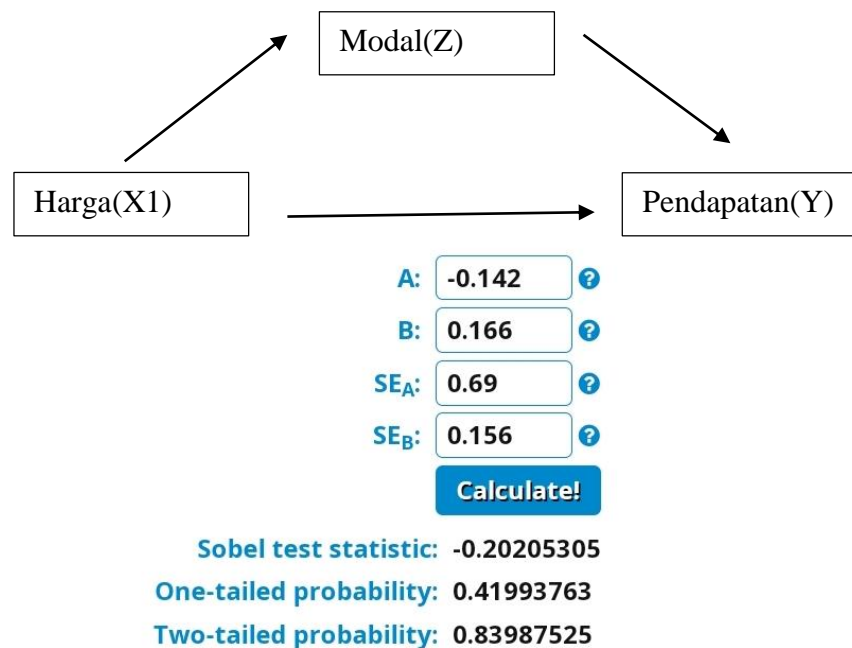 Modal(Z)
Harga(X1)
Pendapatan(Y)
A: -0.142 ?
B: 0.166 ?
SEA: 0.69 ?
SEB: 0.156 ?
Calculate!
Sobel test statistic: -0.20205305
One-tailed probability: 0.41993763
Two-tailed probability: 0.83987525